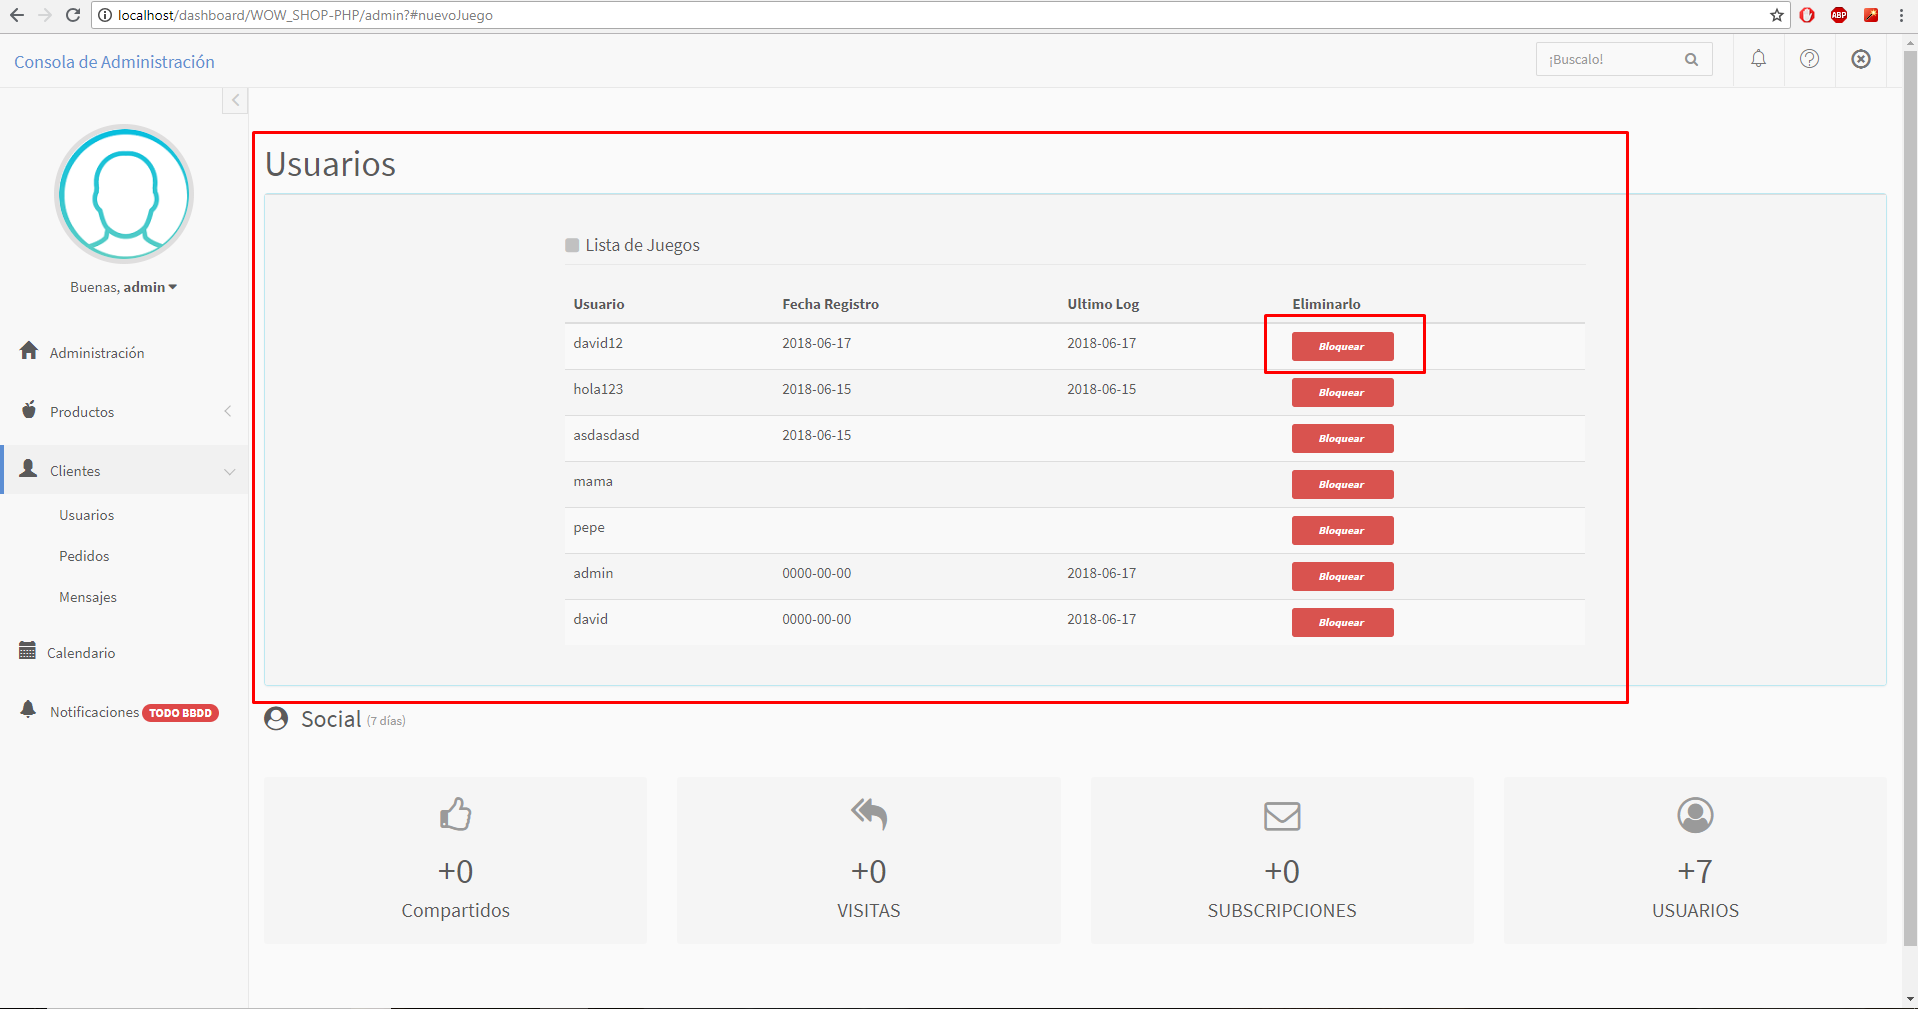 localhost/dashboard/WOW_SHOP-PHP/admin?#nuevoJuego
ABP
Consola de Administración
¡Buscalo!
Buenas, admin
Administración
Productos
Clientes
Usuarios
Pedidos
Mensajes
Calendario
Notificaciones TODO BBDD
Usuarios
Lista de Juegos
Usuario Fecha Registro Ultimo Log Eliminarlo
david12 2018-06-17 2018-06-17 Bloquear
hola123 2018-06-15 2018-06-15 Bloquear
asdasdasd 2018-06-15 Bloquear
mama Bloquear
pepe Bloquear
admin 0000-00-00 2018-06-17 Bloquear
david 0000-00-00 2018-06-17 Bloquear
Social (7 días)
+0 +0 +0 +7
Compartidos VISITAS SUBSCRIPCIONES USUARIOS